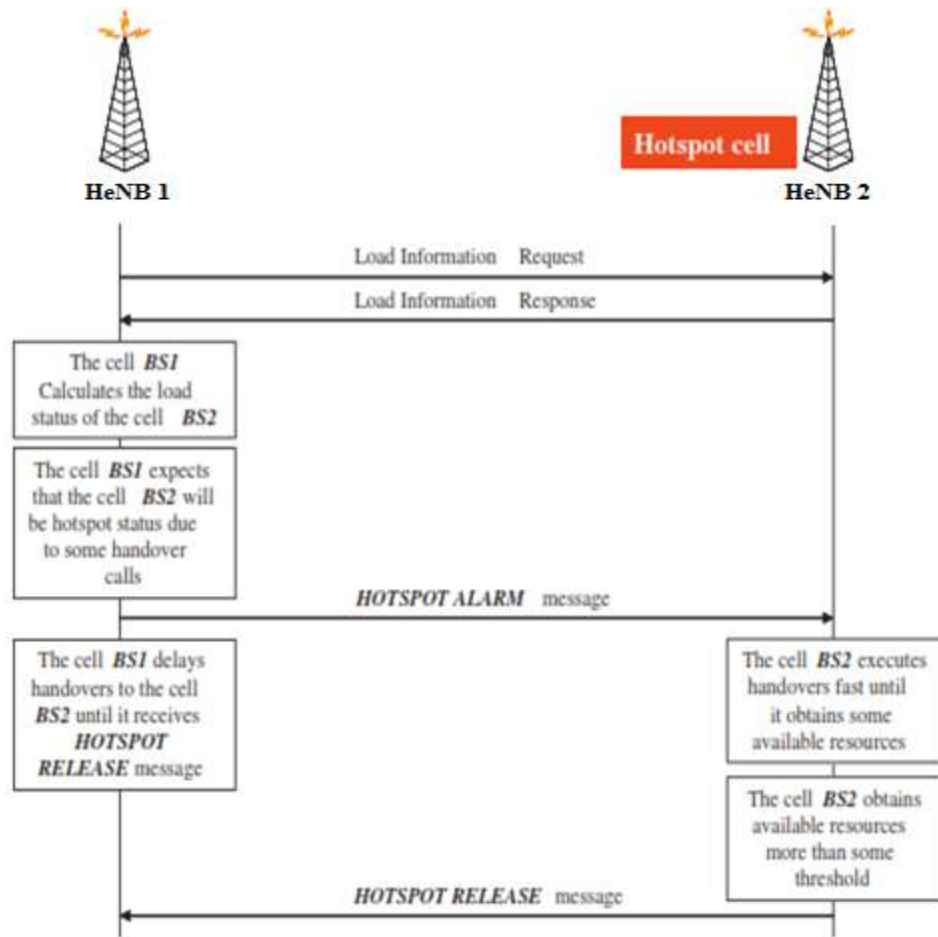 Hotspot cell
HeNB 1
HeNB 2
Load Information Request
Load Information Response
The cell BS1
Calculates the load
status of the cell BS2
The cell BS1 expects
that the cell BS2 will
be hotspot status due
to some handover
calls
HOTSPOT ALARM message
The cell BS1 delays
handovers to the cell
BS2 until it receives
HOTSPOT
RELEASE message
The cell BS2 executes
handovers fast until
it obtains some
available resources
The cell BS2 obtains
available resources
more than some
threshold
HOTSPOT RELEASE message